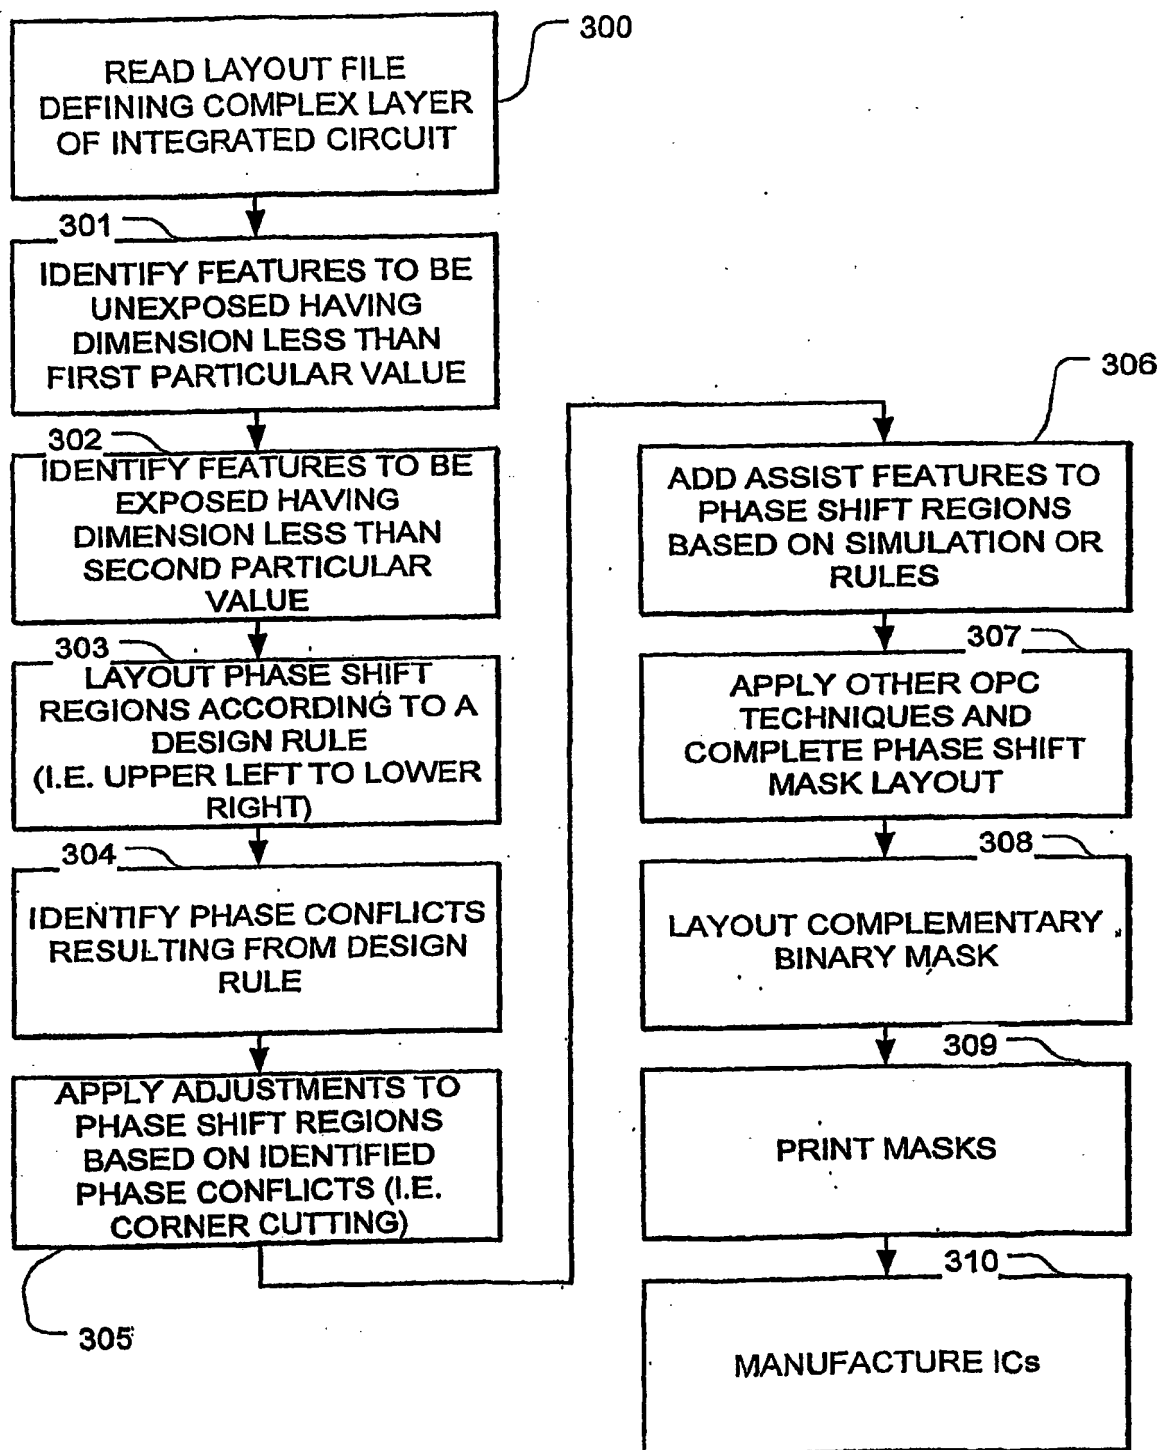 300
READ LAYOUT FILE
DEFINING COMPLEX LAYER
OF INTEGRATED CIRCUIT
301
IDENTIFY FEATURES TO BE
UNEXPOSED HAVING
DIMENSION LESS THAN
FIRST PARTICULAR VALUE
302
IDENTIFY FEATURES TO BE
EXPOSED HAVING
DIMENSION LESS THAN
SECOND PARTICULAR
VALUE
303
LAYOUT PHASE SHIFT
REGIONS ACCORDING TO A
DESIGN RULE
(I.E. UPPER LEFT TO LOWER
RIGHT)
304
IDENTIFY PHASE CONFLICTS
RESULTING FROM DESIGN
RULE
APPLY ADJUSTMENTS TO
PHASE SHIFT REGIONS
BASED ON IDENTIFIED
PHASE CONFLICTS (I.E.
CORNER CUTTING)
305
306
ADD ASSIST FEATURES TO
PHASE SHIFT REGIONS
BASED ON SIMULATION OR
RULES
307
APPLY OTHER OPC
TECHNIQUES AND
COMPLETE PHASE SHIFT
MASK LAYOUT
308
LAYOUT COMPLEMENTARY
BINARY MASK
309
PRINT MASKS
310
MANUFACTURE ICs